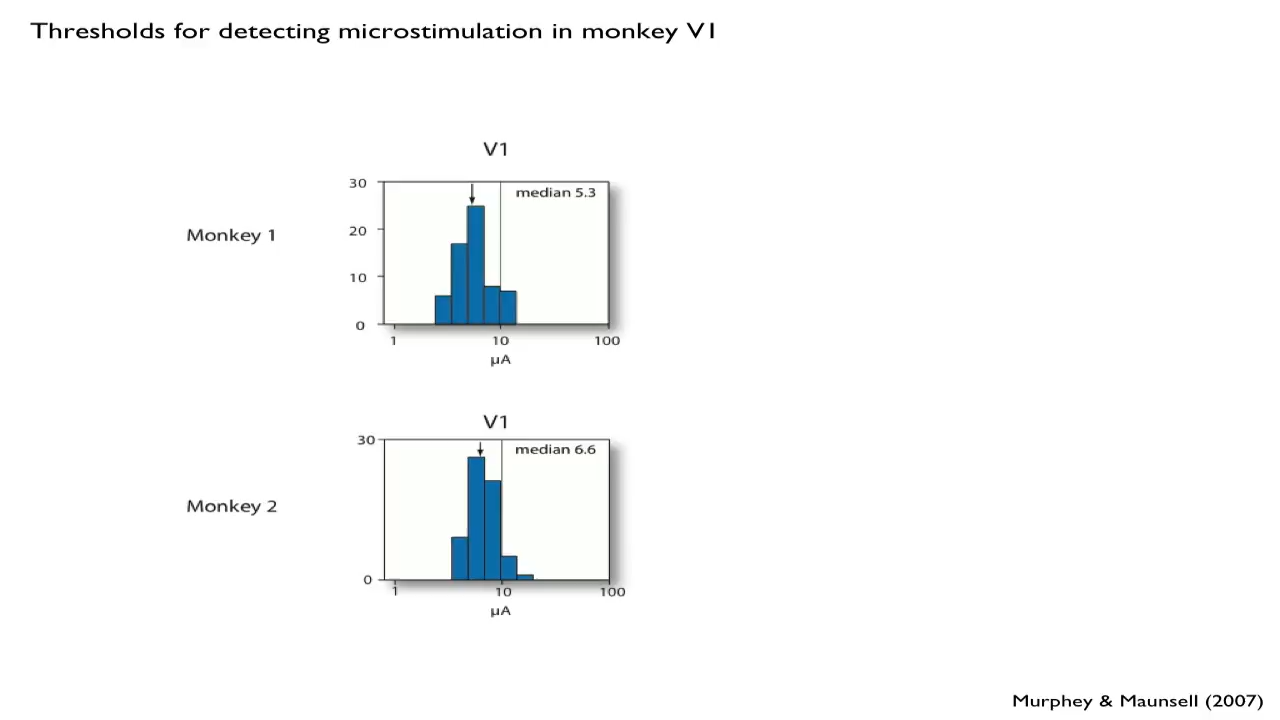 Thresholds for detecting microstimulation in monkey V1
V1
30
median 5.3
Monkey 1
20
10
0
1
10
100
µA
V1
30
median 6.6
Monkey 2
0
1
10
100
µA
Murphey & Maunsell (2007)